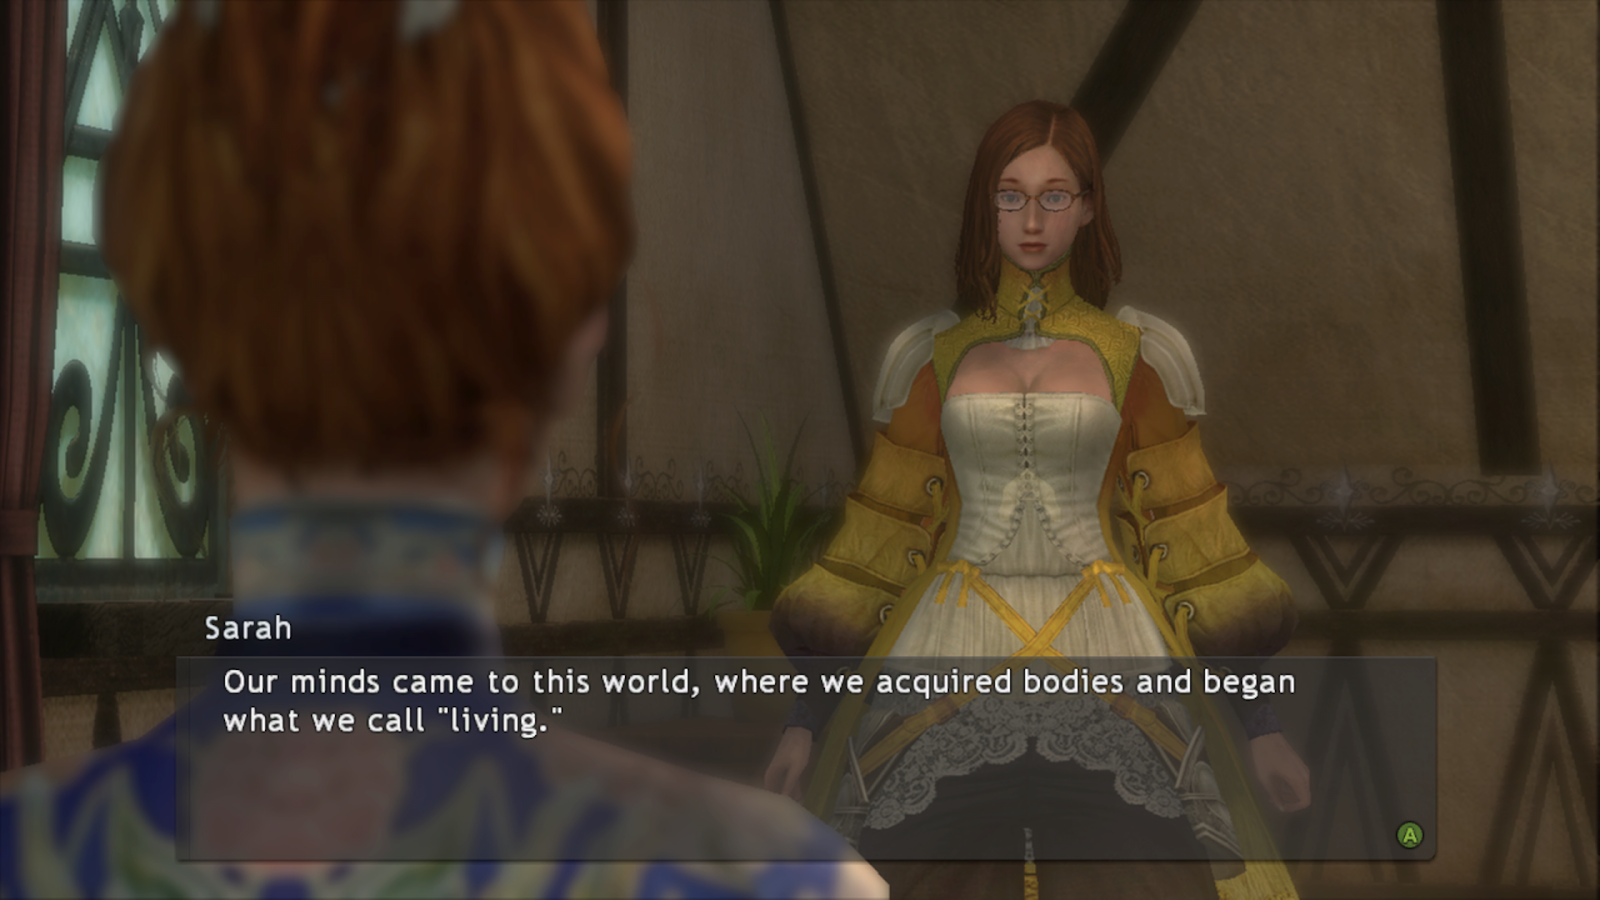 Sarah
Our minds came to this world, where we acquired bodies and began
what we call "living."
A